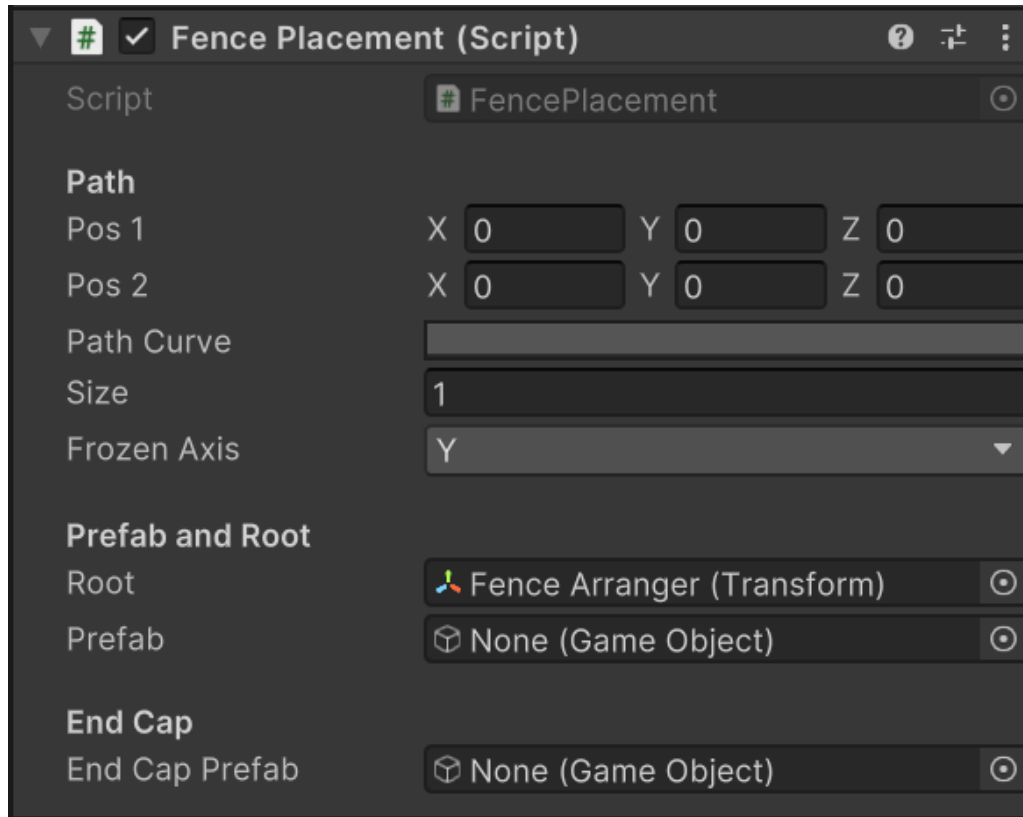 # Fence Placement (Script)
Script # FencePlacement
Path
Pos 1 X 0 Y 0 Z 0
Pos 2 X 0 Y 0 Z 0
Path Curve
Size 1
Frozen Axis Y
Prefab and Root
Root Fence Arranger (Transform)
Prefab None (Game Object)
End Cap
End Cap Prefab None (Game Object)